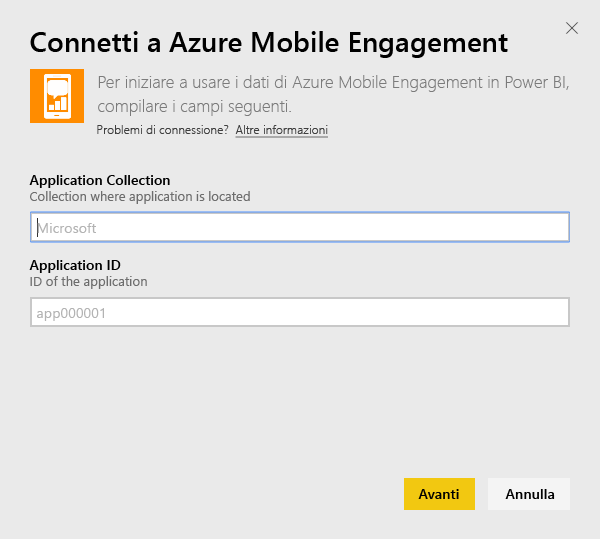 Connetti a Azure Mobile Engagement
Per iniziare a usare i dati di Azure Mobile Engagement in Power BI,
compilare i campi seguenti.
Problemi di connessione? Altre informazioni
Application Collection
Collection where application is located
Microsoft
Application ID
ID of the application
app000001
Avanti
Annulla